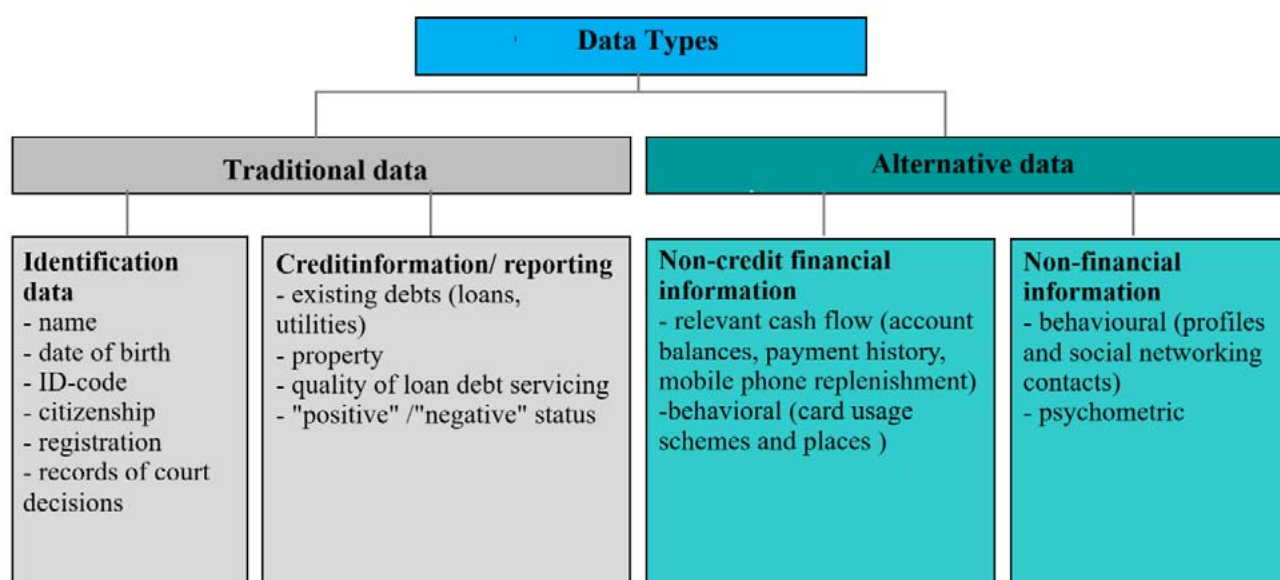 Data Types
Traditional data
Alternative data
Identification
data
- name
- date of birth
- ID-code
- citizenship
- registration
- records of court
decisions
Creditinformation/ reporting
- existing debts (loans,
utilities)
- property
- quality of loan debt servicing
- "positive" /"negative" status
Non-credit financial
information
- relevant cash flow (account
balances, payment history,
mobile phone replenishment)
-behavioral (card usage
schemes and places )
Non-financial
information
- behavioural (profiles
and social networking
contacts)
- psychometric